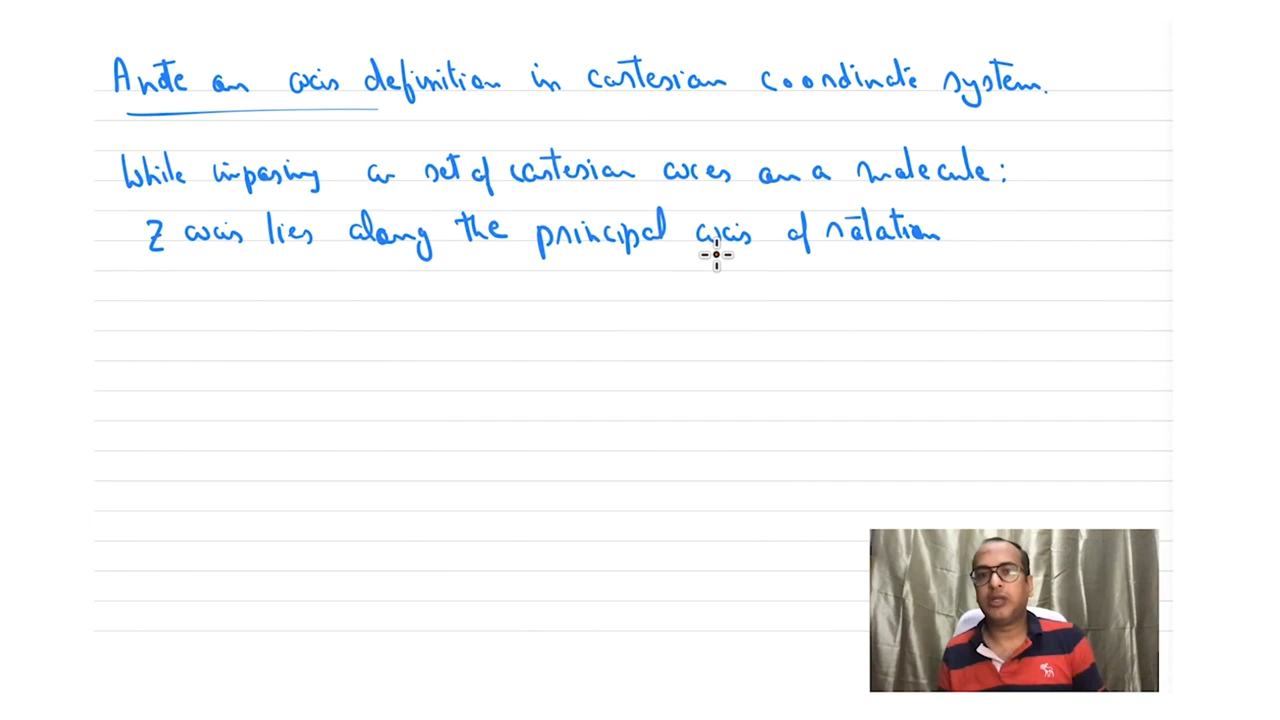 A note on axis definition in cartesian coordinate system.
While imposing a set of cartesian axes on a molecule:
Z axis lies along the principal axis of rotation